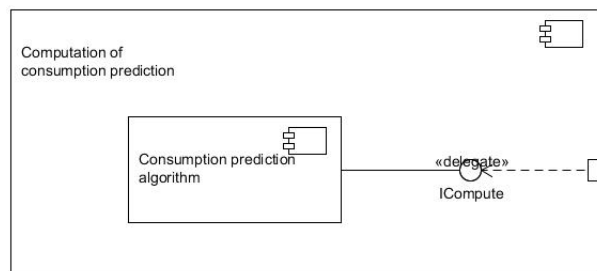 Computation of
consumption prediction
Consumption prediction
algorithm
«delegate»
ICompute